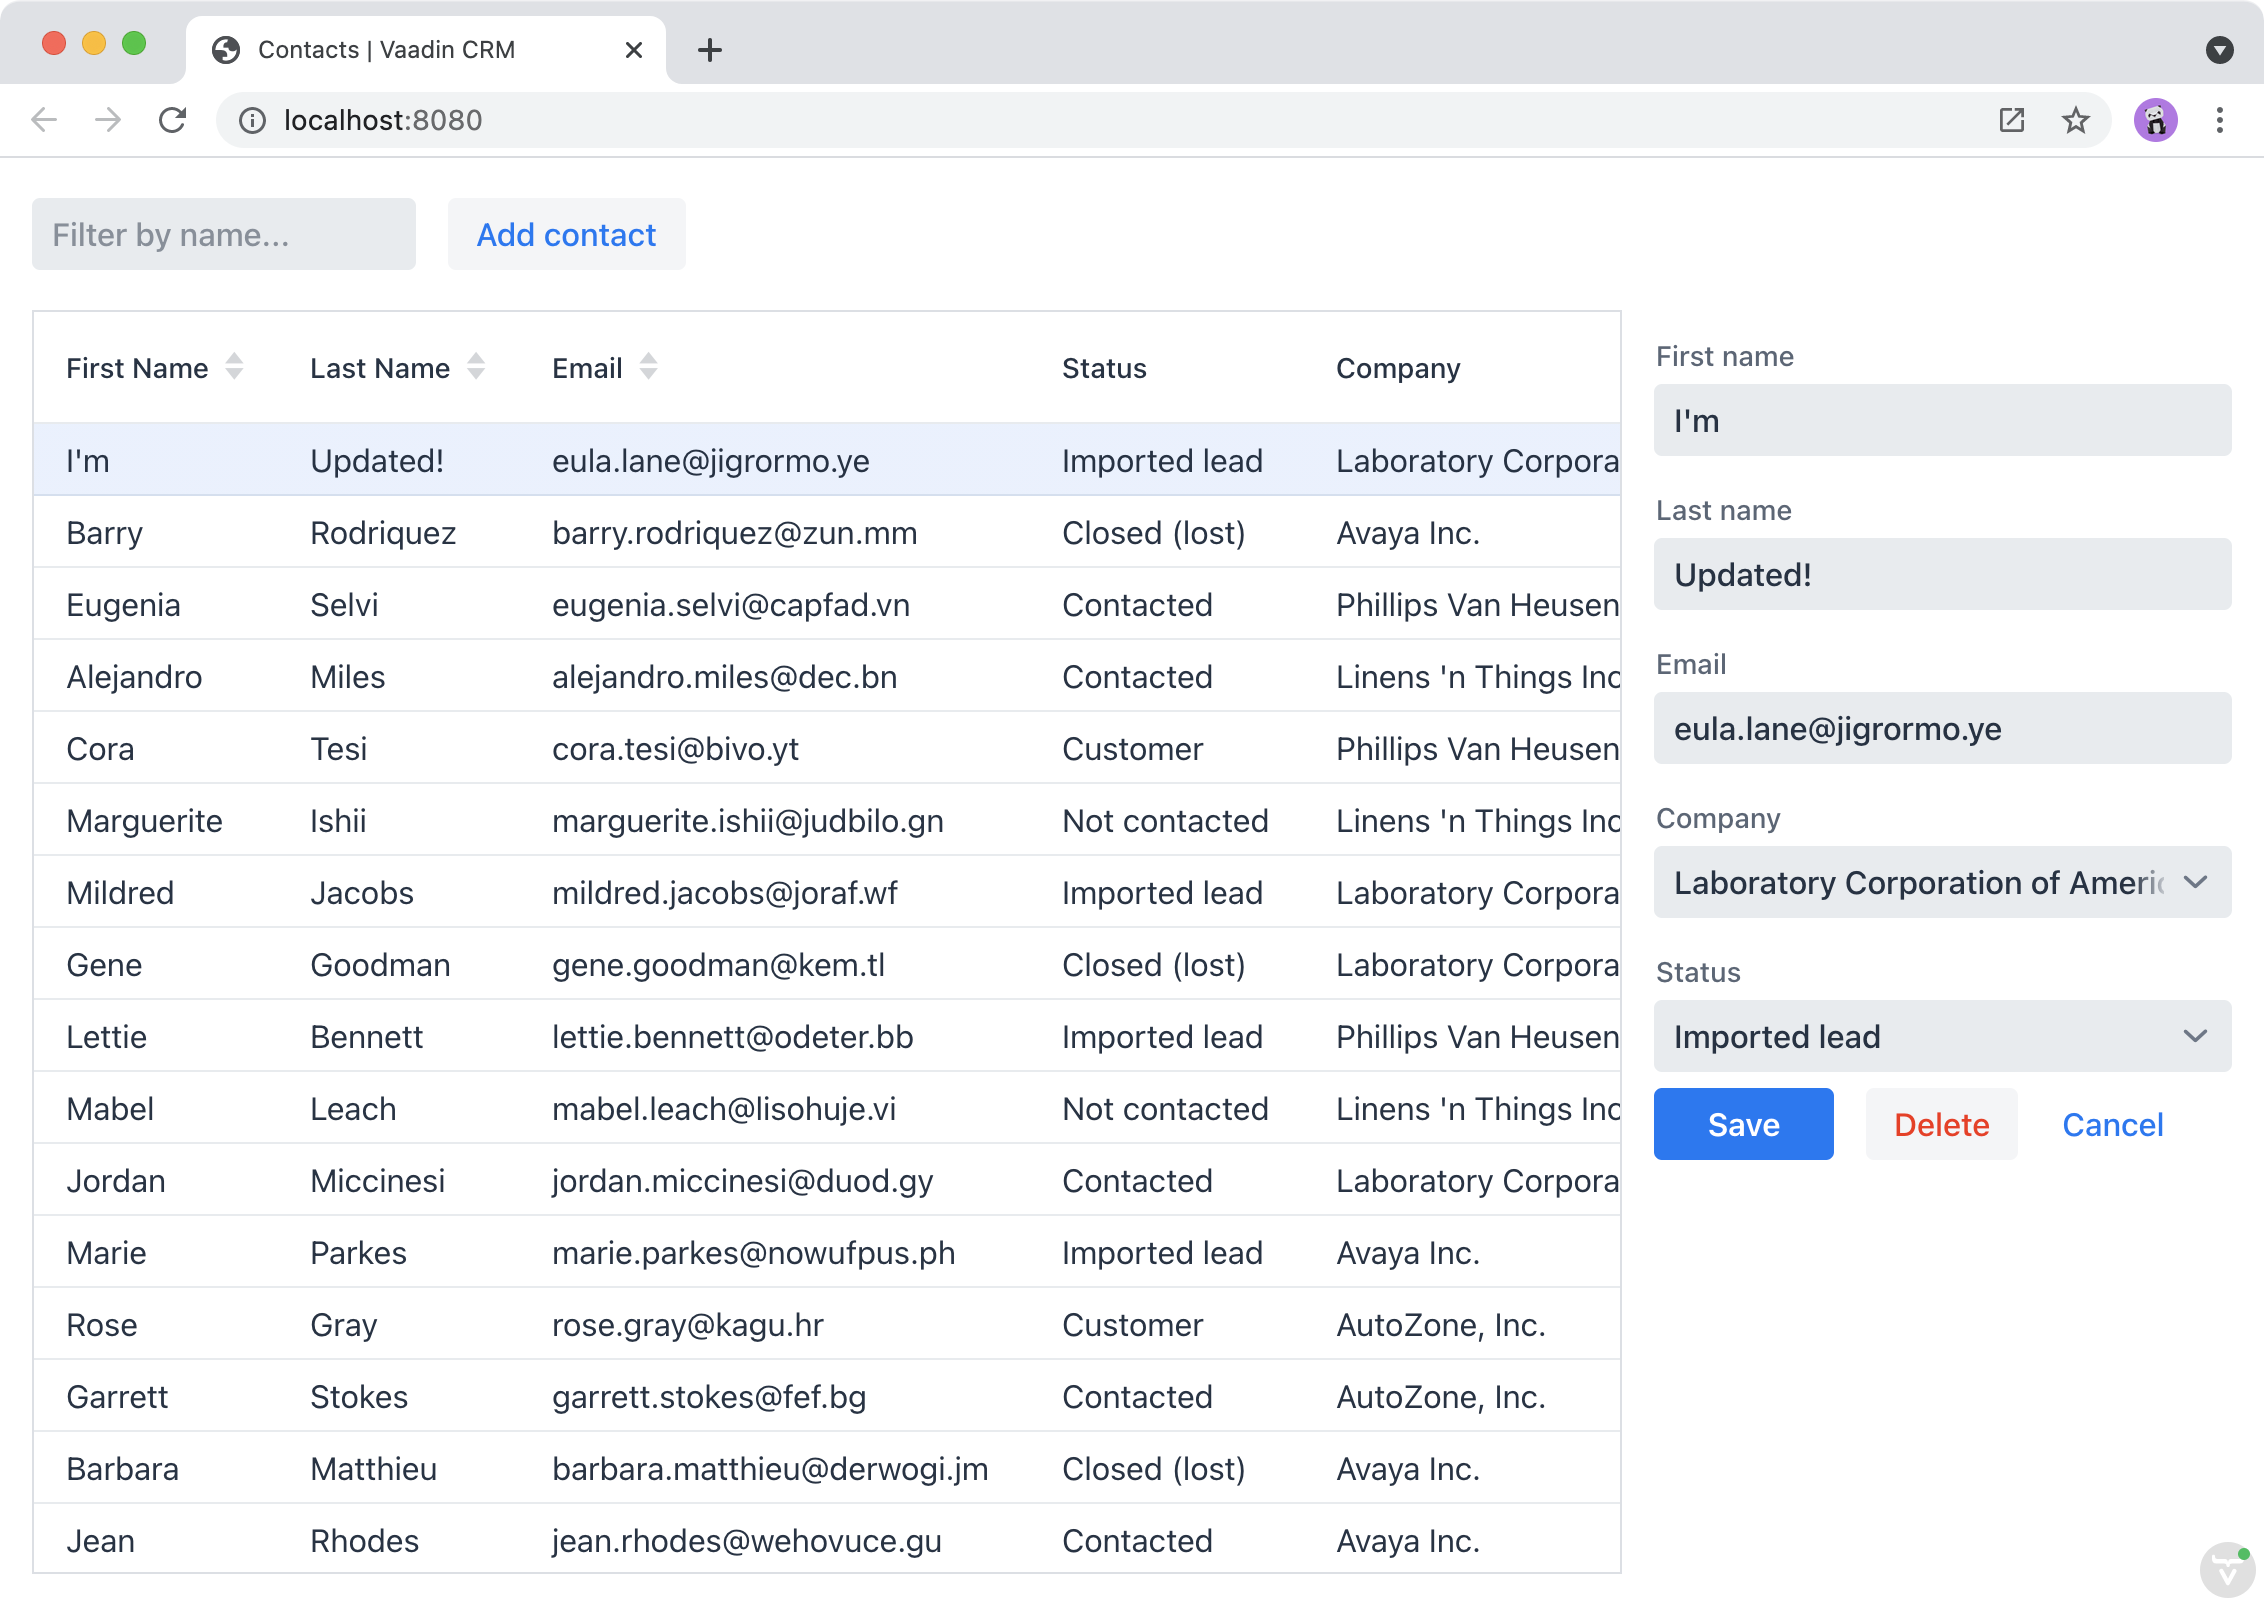 Contacts | Vaadin CRM
localhost:8080
Filter by name...
Add contact
First Name Last Name Email Status Company
I'm Updated! eula.lane@jigrormo.ye Imported lead Laboratory Corpora
Barry Rodriquez barry.rodriquez@zun.mm Closed (lost) Avaya Inc.
Eugenia Selvi eugenia.selvi@capfad.vn Contacted Phillips Van Heusen
Alejandro Miles alejandro.miles@dec.bn Contacted Linens 'n Things Inc
Cora Tesi cora.tesi@bivo.yt Customer Phillips Van Heusen
Marguerite Ishii marguerite.ishii@judbilo.gn Not contacted Linens 'n Things Inc
Mildred Jacobs mildred.jacobs@joraf.wf Imported lead Laboratory Corpora
Gene Goodman gene.goodman@kem.tl Closed (lost) Laboratory Corpora
Lettie Bennett lettie.bennett@odeter.bb Imported lead Phillips Van Heusen
Mabel Leach mabel.leach@lisohuje.vi Not contacted Linens 'n Things Inc
Jordan Miccinesi jordan.miccinesi@duod.gy Contacted Laboratory Corpora
Marie Parkes marie.parkes@nowufpus.ph Imported lead Avaya Inc.
Rose Gray rose.gray@kagu.hr Customer AutoZone, Inc.
Garrett Stokes garrett.stokes@fef.bg Contacted AutoZone, Inc.
Barbara Matthieu barbara.matthieu@derwogi.jm Closed (lost) Avaya Inc.
Jean Rhodes jean.rhodes@wehovuce.gu Contacted Avaya Inc.
First name
I'm
Last name
Updated!
Email
eula.lane@jigrormo.ye
Company
Laboratory Corporation of Americ
Status
Imported lead
Save Delete Cancel